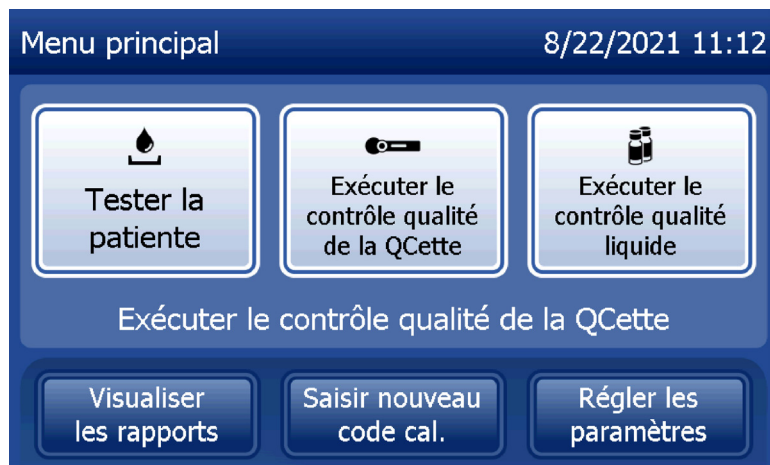 Menu principal 8/22/2021 11:12
Tester la
patiente
Exécuter le
contrôle qualité
de la QCette
Exécuter le
contrôle qualité
liquide
Exécuter le contrôle qualité de la QCette
Visualiser
les rapports
Saisir nouveau
code cal.
Régler les
paramètres